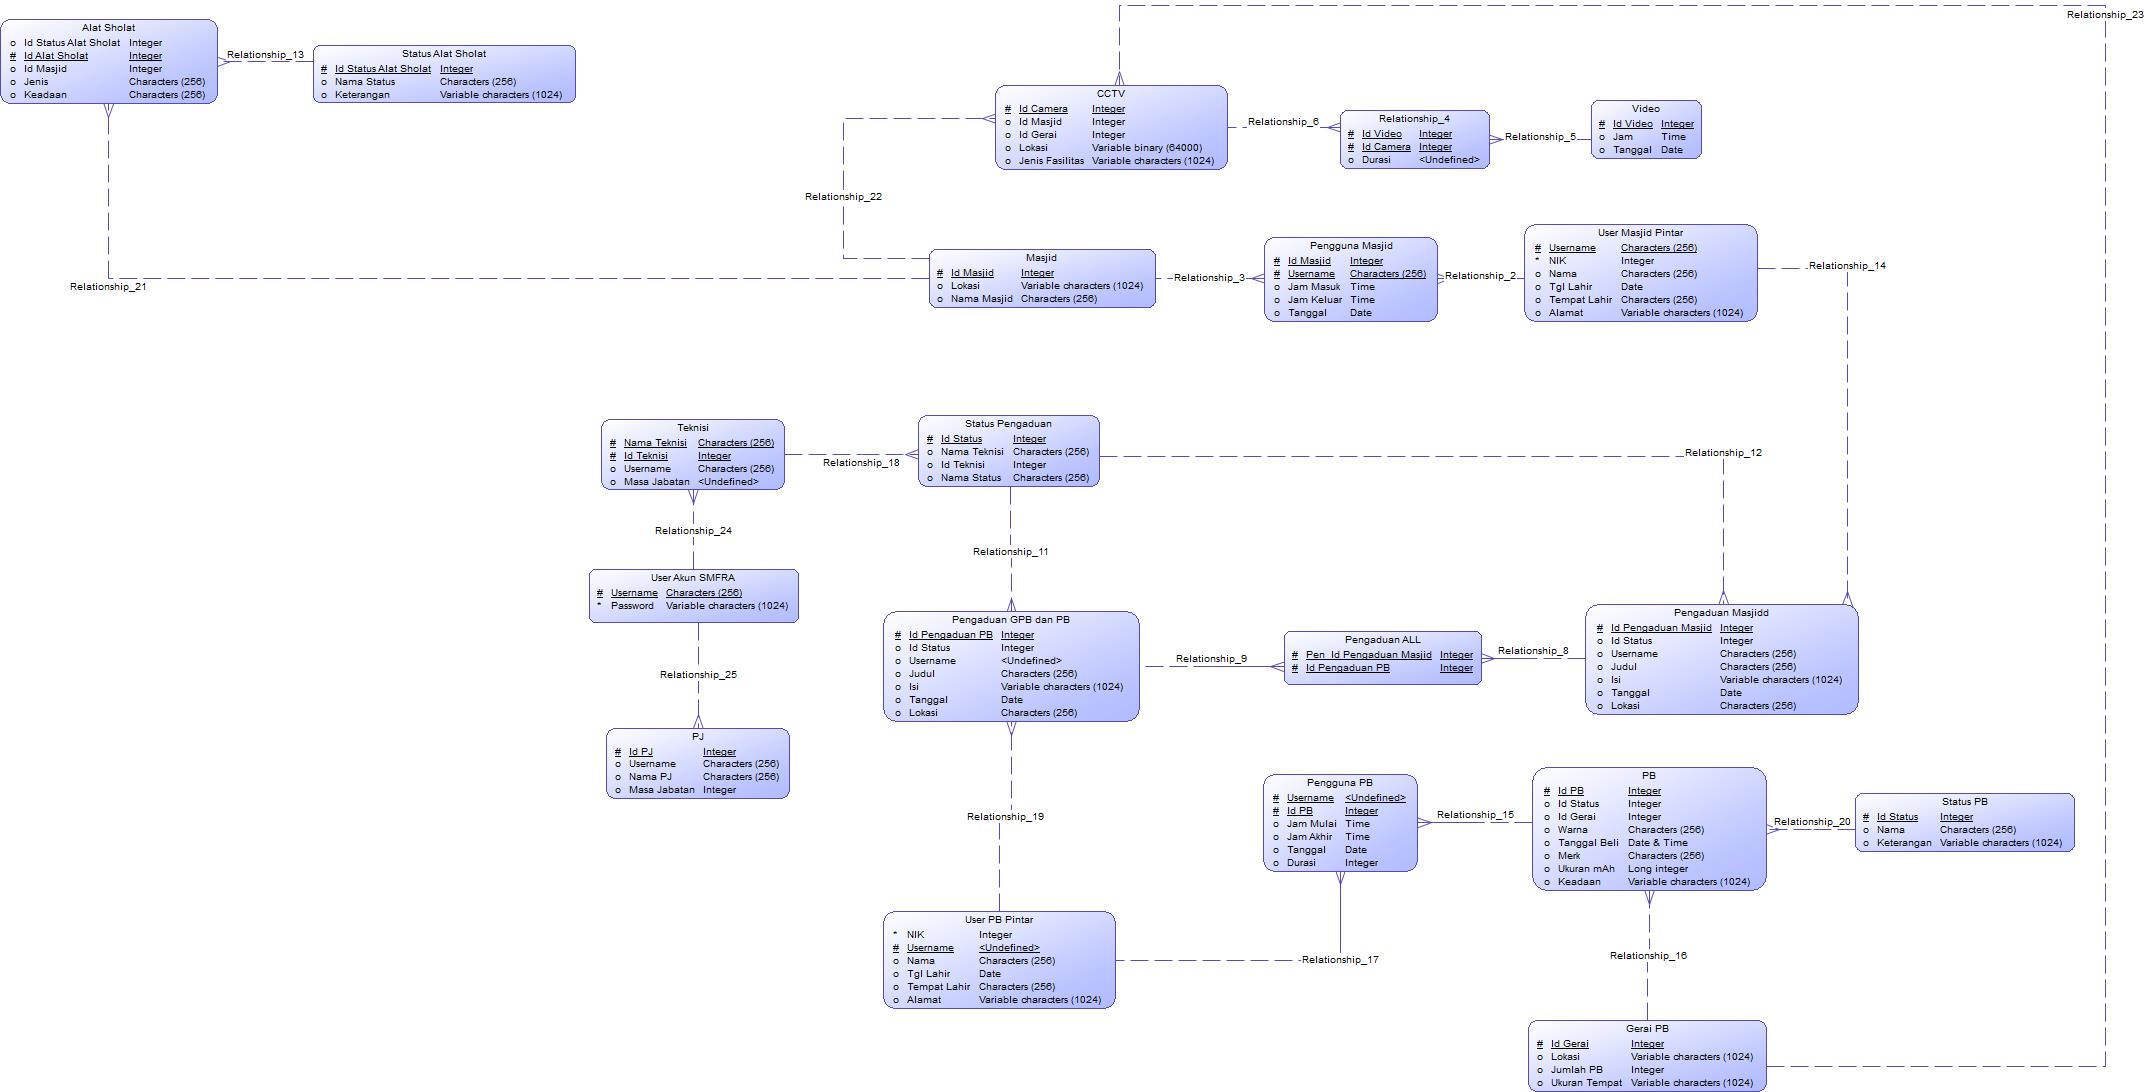 Relationship_23
Alat Sholat
o Id Status Alat Sholat Integer
# Id Alat Sholat Integer
o Id Masjid Integer
o Jenis Characters (256)
o Keadaan Characters (256)
Relationship_13
Status Alat Sholat
# Id Status Alat Sholat Integer
o Nama Status Characters (256)
o Keterangan Variable characters (1024)
CCTV
# Id Camera Integer
o Id Masjid Integer
o Id Gerai Integer
o Lokasi Variable binary (64000)
o Jenis Fasilitas Variable characters (1024)
Relationship_6
Relationship_4
# Id Video Integer
# Id Camera Integer
o Durasi <Undefined>
Relationship_5
Video
# Id Video Integer
o Jam Time
o Tanggal Date
Relationship_22
Relationship_21
Masjid
# Id Masjid Integer
o Lokasi Variable characters (1024)
o Nama Masjid Characters (256)
Relationship_3
Pengguna Masjid
# Id Masjid Integer
# Username Characters (256)
o Jam Masuk Time
o Jam Keluar Time
o Tanggal Date
Relationship_2
User Masjid Pintar
# Username Characters (256)
* NIK Integer
o Nama Characters (256)
o Tgl Lahir Date
o Tempat Lahir Characters (256)
o Alamat Variable characters (1024)
Relationship_14
Teknisi
# Nama Teknisi Characters (256)
# Id Teknisi Integer
o Username Characters (256)
o Masa Jabatan <Undefined>
Relationship_18
Status Pengaduan
# Id Status Integer
o Nama Teknisi Characters (256)
o Id Teknisi Integer
o Nama Status Characters (256)
Relationship_12
Relationship_24
Relationship_11
User Akun SMFRA
# Username Characters (256)
* Password Variable characters (1024)
Relationship_25
Pengaduan GPB dan PB
# Id Pengaduan PB Integer
o Id Status Integer
o Username <Undefined>
o Judul Characters (256)
o Isi Variable characters (1024)
o Tanggal Date
o Lokasi Characters (256)
Relationship_9
Pengaduan ALL
# Pen_Id Pengaduan Masjid Integer
# Id Pengaduan PB Integer
Relationship_8
Pengaduan Masjidd
# Id Pengaduan Masjid Integer
o Id Status Integer
o Username Characters (256)
o Judul Characters (256)
o Isi Variable characters (1024)
o Tanggal Date
o Lokasi Characters (256)
PJ
# Id PJ Integer
o Username Characters (256)
o Nama PJ Characters (256)
o Masa Jabatan Integer
Relationship_19
Pengguna PB
# Username <Undefined>
# Id PB Integer
o Jam Mulai Time
o Jam Akhir Time
o Tanggal Date
o Durasi Integer
Relationship_15
PB
# Id PB Integer
o Id Status Integer
o Id Gerai Integer
o Warna Characters (256)
o Tanggal Beli Date & Time
o Merk Characters (256)
o Ukuran mAh Long integer
o Keadaan Variable characters (1024)
Relationship_20
Status PB
# Id Status Integer
o Nama Characters (256)
o Keterangan Variable characters (1024)
User PB Pintar
* NIK Integer
# Username <Undefined>
o Nama Characters (256)
o Tgl Lahir Date
o Tempat Lahir Characters (256)
o Alamat Variable characters (1024)
Relationship_17
Relationship_16
Gerai PB
# Id Gerai Integer
o Lokasi Variable characters (1024)
o Jumlah PB Integer
o Ukuran Tempat Variable characters (1024)